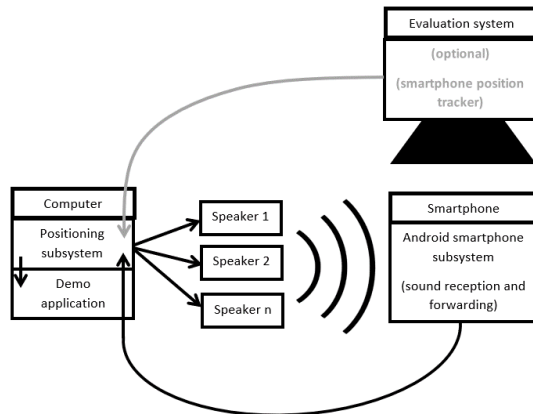 Evaluation system
(optional)
(smartphone position
tracker)
Computer
Positioning
subsystem
Demo
application
Speaker 1
Speaker 2
Speaker n
Smartphone
Android smartphone
subsystem
(sound reception and
forwarding)